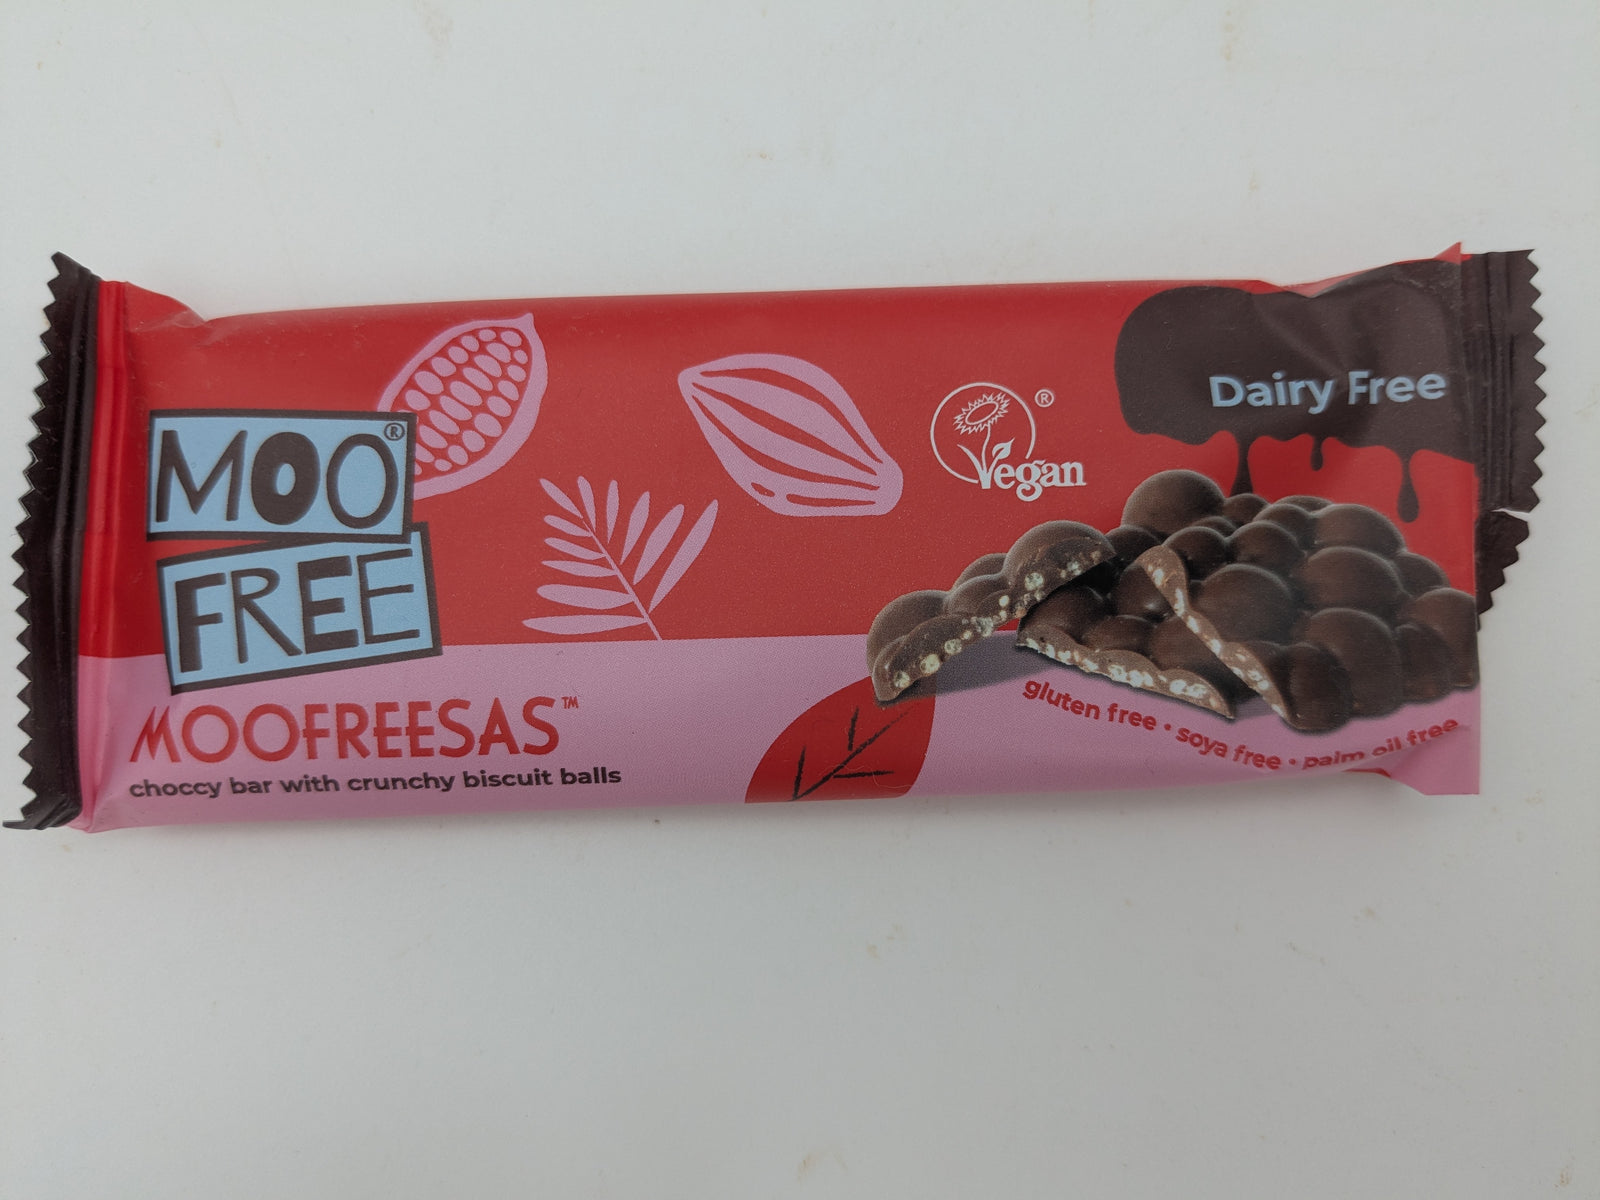 MOO®
FREE
MOOFREESAS™
choccy bar with crunchy biscuit balls
Vegan®
Dairy Free
gluten free • soya free • palm oil free